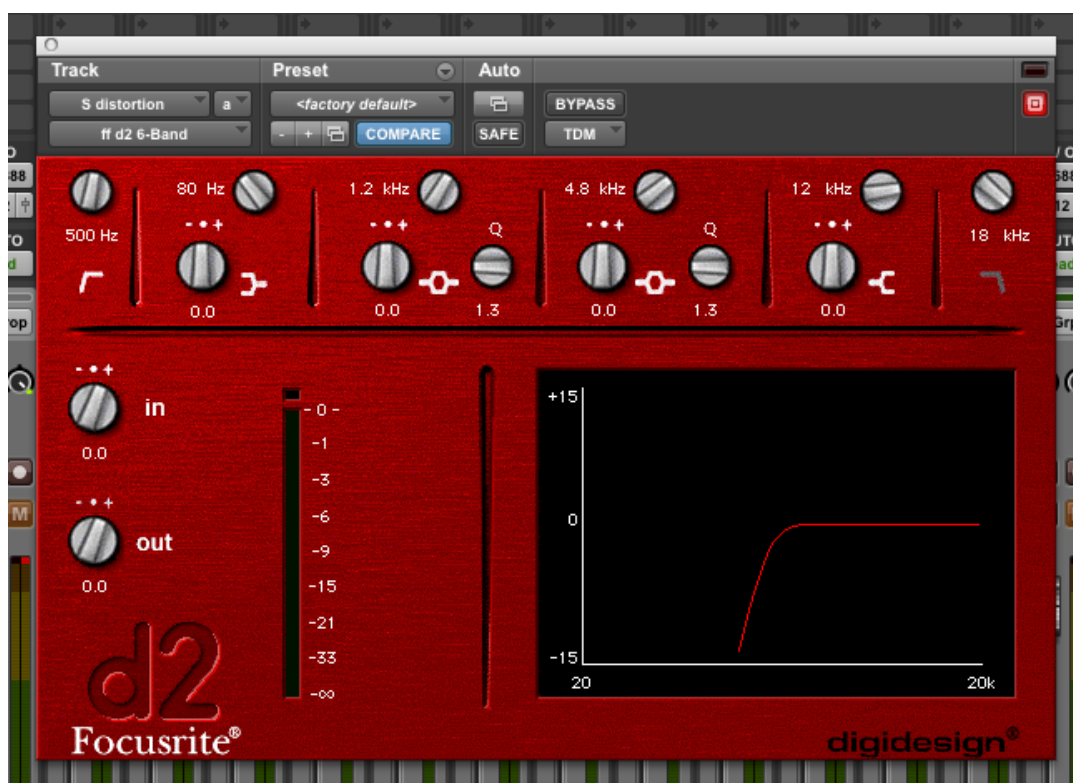 Track Preset Auto
S distortion a <factory default> BYPASS
ff d2 6-Band - + COMPARE SAFE TDM
80 Hz 1.2 kHz 4.8 kHz 12 kHz
500 Hz - • + - • + Q - • + Q - • + 18 kHz
0.0 0.0 1.3 0.0 1.3 0.0
- • +
in
0.0
- • +
out
0.0
- 0 -
-1
-3
-6
-9
-15
-21
-33
-∞
+15
0
-15
20 20k
d2
Focusrite®
digidesign®
M